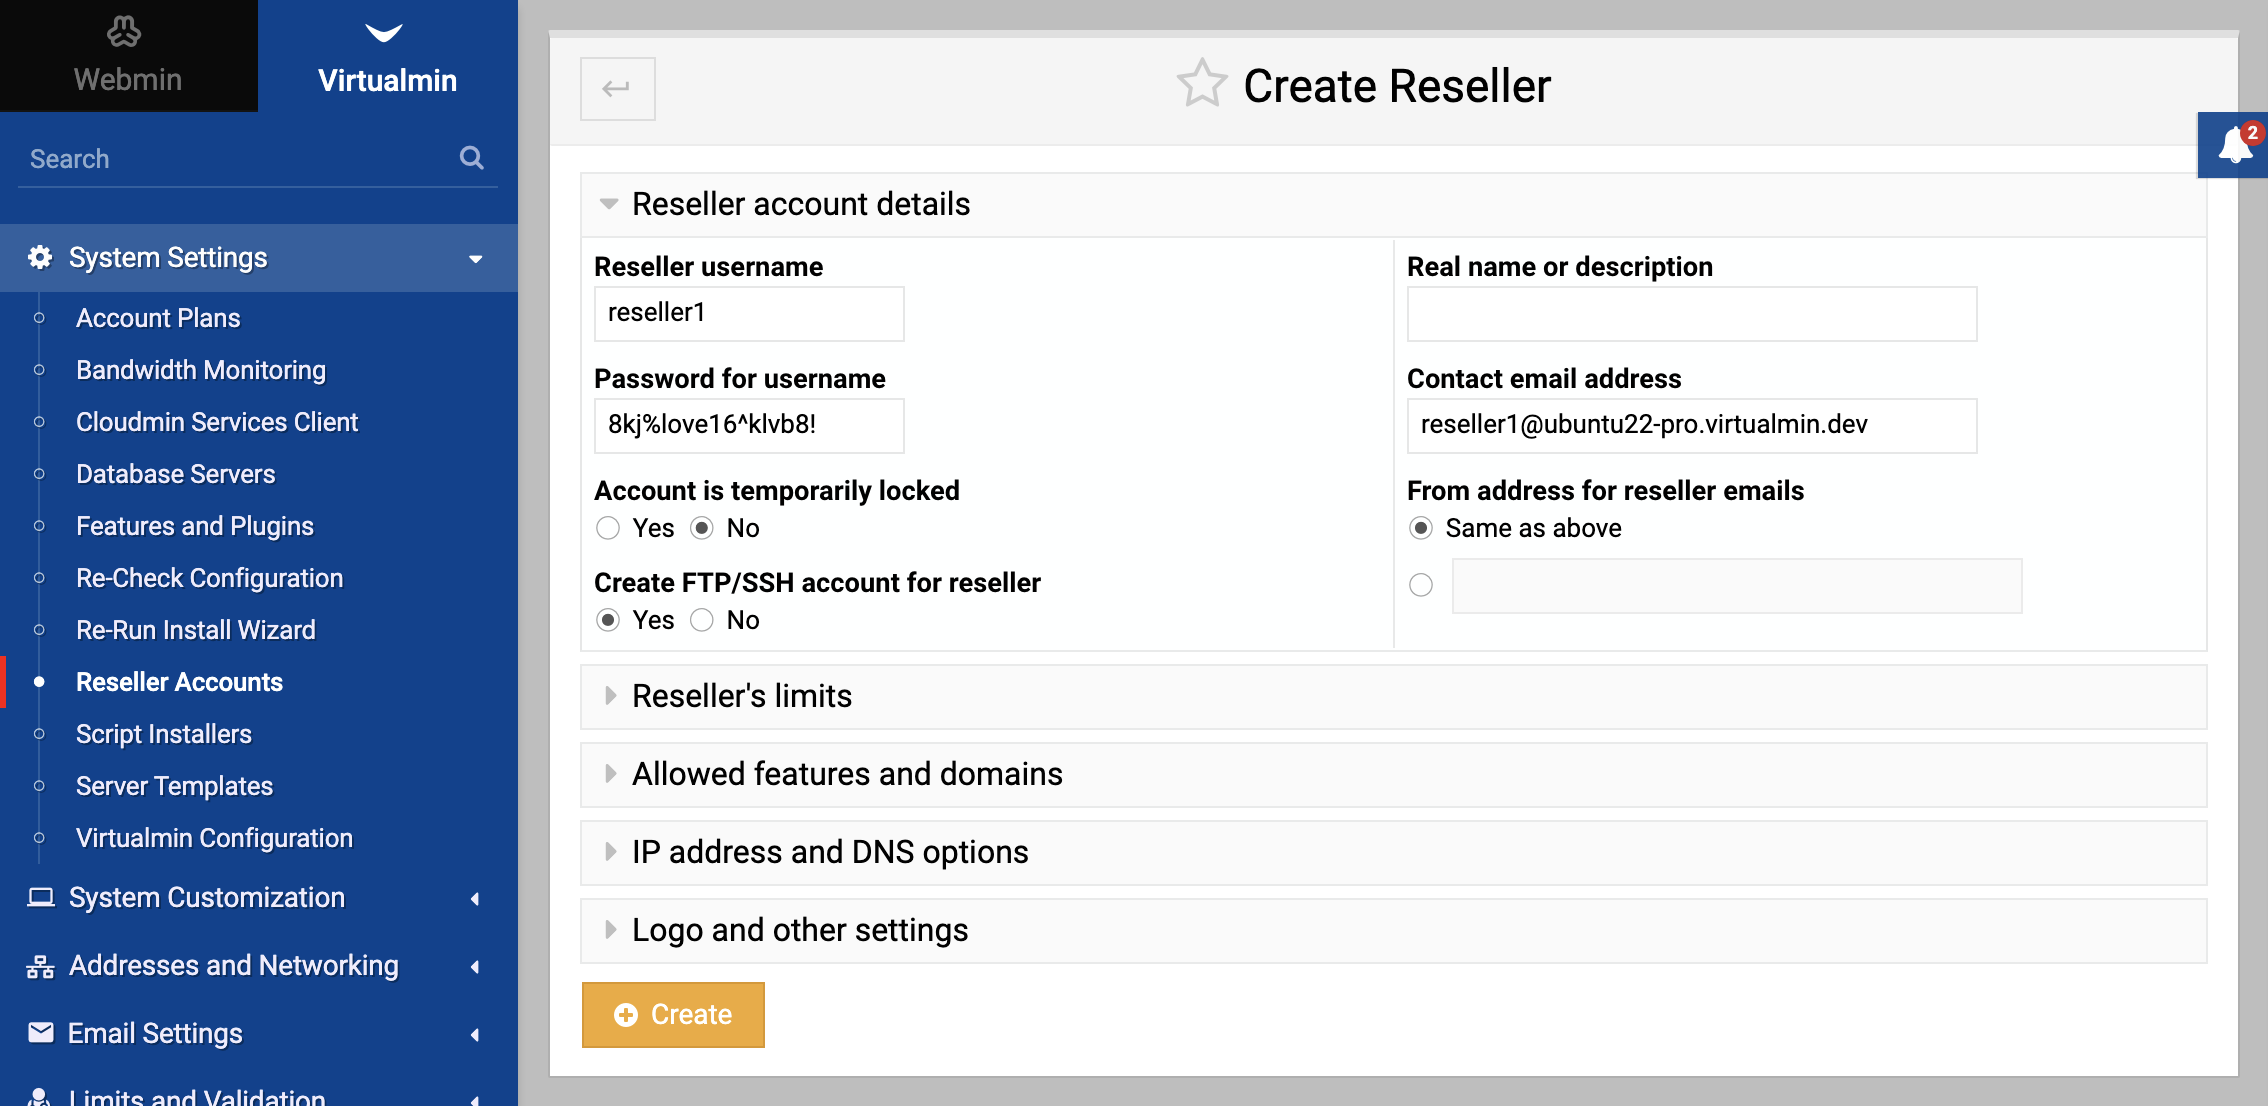 Webmin
Virtualmin
Search
System Settings
Account Plans
Bandwidth Monitoring
Cloudmin Services Client
Database Servers
Features and Plugins
Re-Check Configuration
Re-Run Install Wizard
Reseller Accounts
Script Installers
Server Templates
Virtualmin Configuration
System Customization
Addresses and Networking
Email Settings
Limits and Validation
Create Reseller
2
Reseller account details
Reseller username
reseller1
Password for username
8kj%love16^klvb8!
Account is temporarily locked
Yes No
Create FTP/SSH account for reseller
Yes No
Real name or description
Contact email address
reseller1@ubuntu22-pro.virtualmin.dev
From address for reseller emails
Same as above
Reseller's limits
Allowed features and domains
IP address and DNS options
Logo and other settings
Create